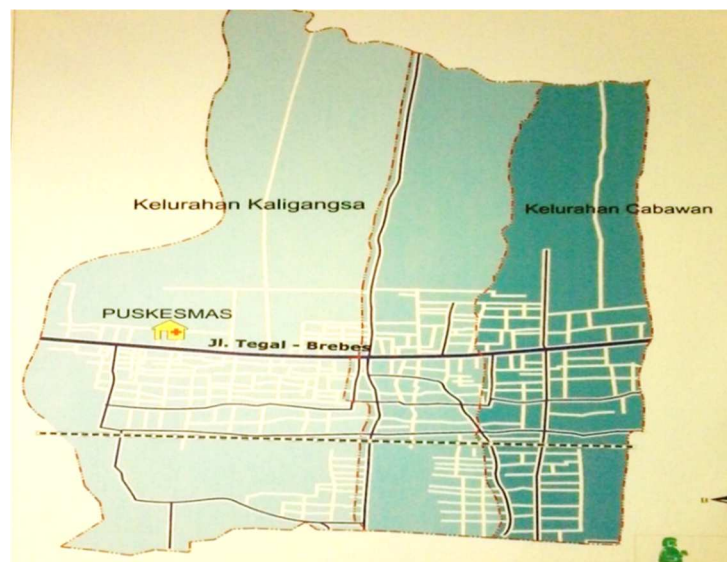 Kelurahan Kaligangsa
Kelurahan Cabawan
PUSKESMAS
Jl. Tegal - Brebes